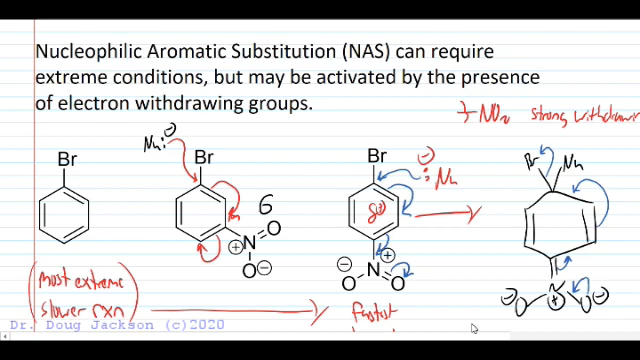 Nucleophilic Aromatic Substitution (NAS) can require
extreme conditions, but may be activated by the presence
of electron withdrawing groups.
NO₂ strong withdrawin
Nu:⊖
Br
Br
Br
⊖
:Nu
Br
Nu
6
δ⊕
N
O
⊕
O
⊖
⊕
⊖
N
O
O
N
⊖
O
⊕
O
⊖
most extreme
slower rxn
fastest
Dr. Doug Jackson (c)2020